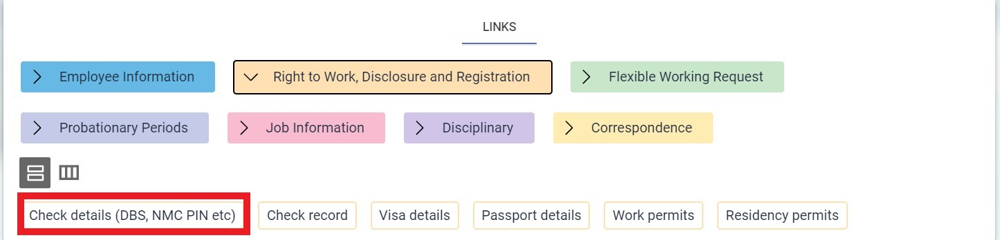 LINKS
Employee Information Right to Work, Disclosure and Registration Flexible Working Request
Probationary Periods Job Information Disciplinary Correspondence
Check details (DBS, NMC PIN etc) Check record Visa details Passport details Work permits Residency permits